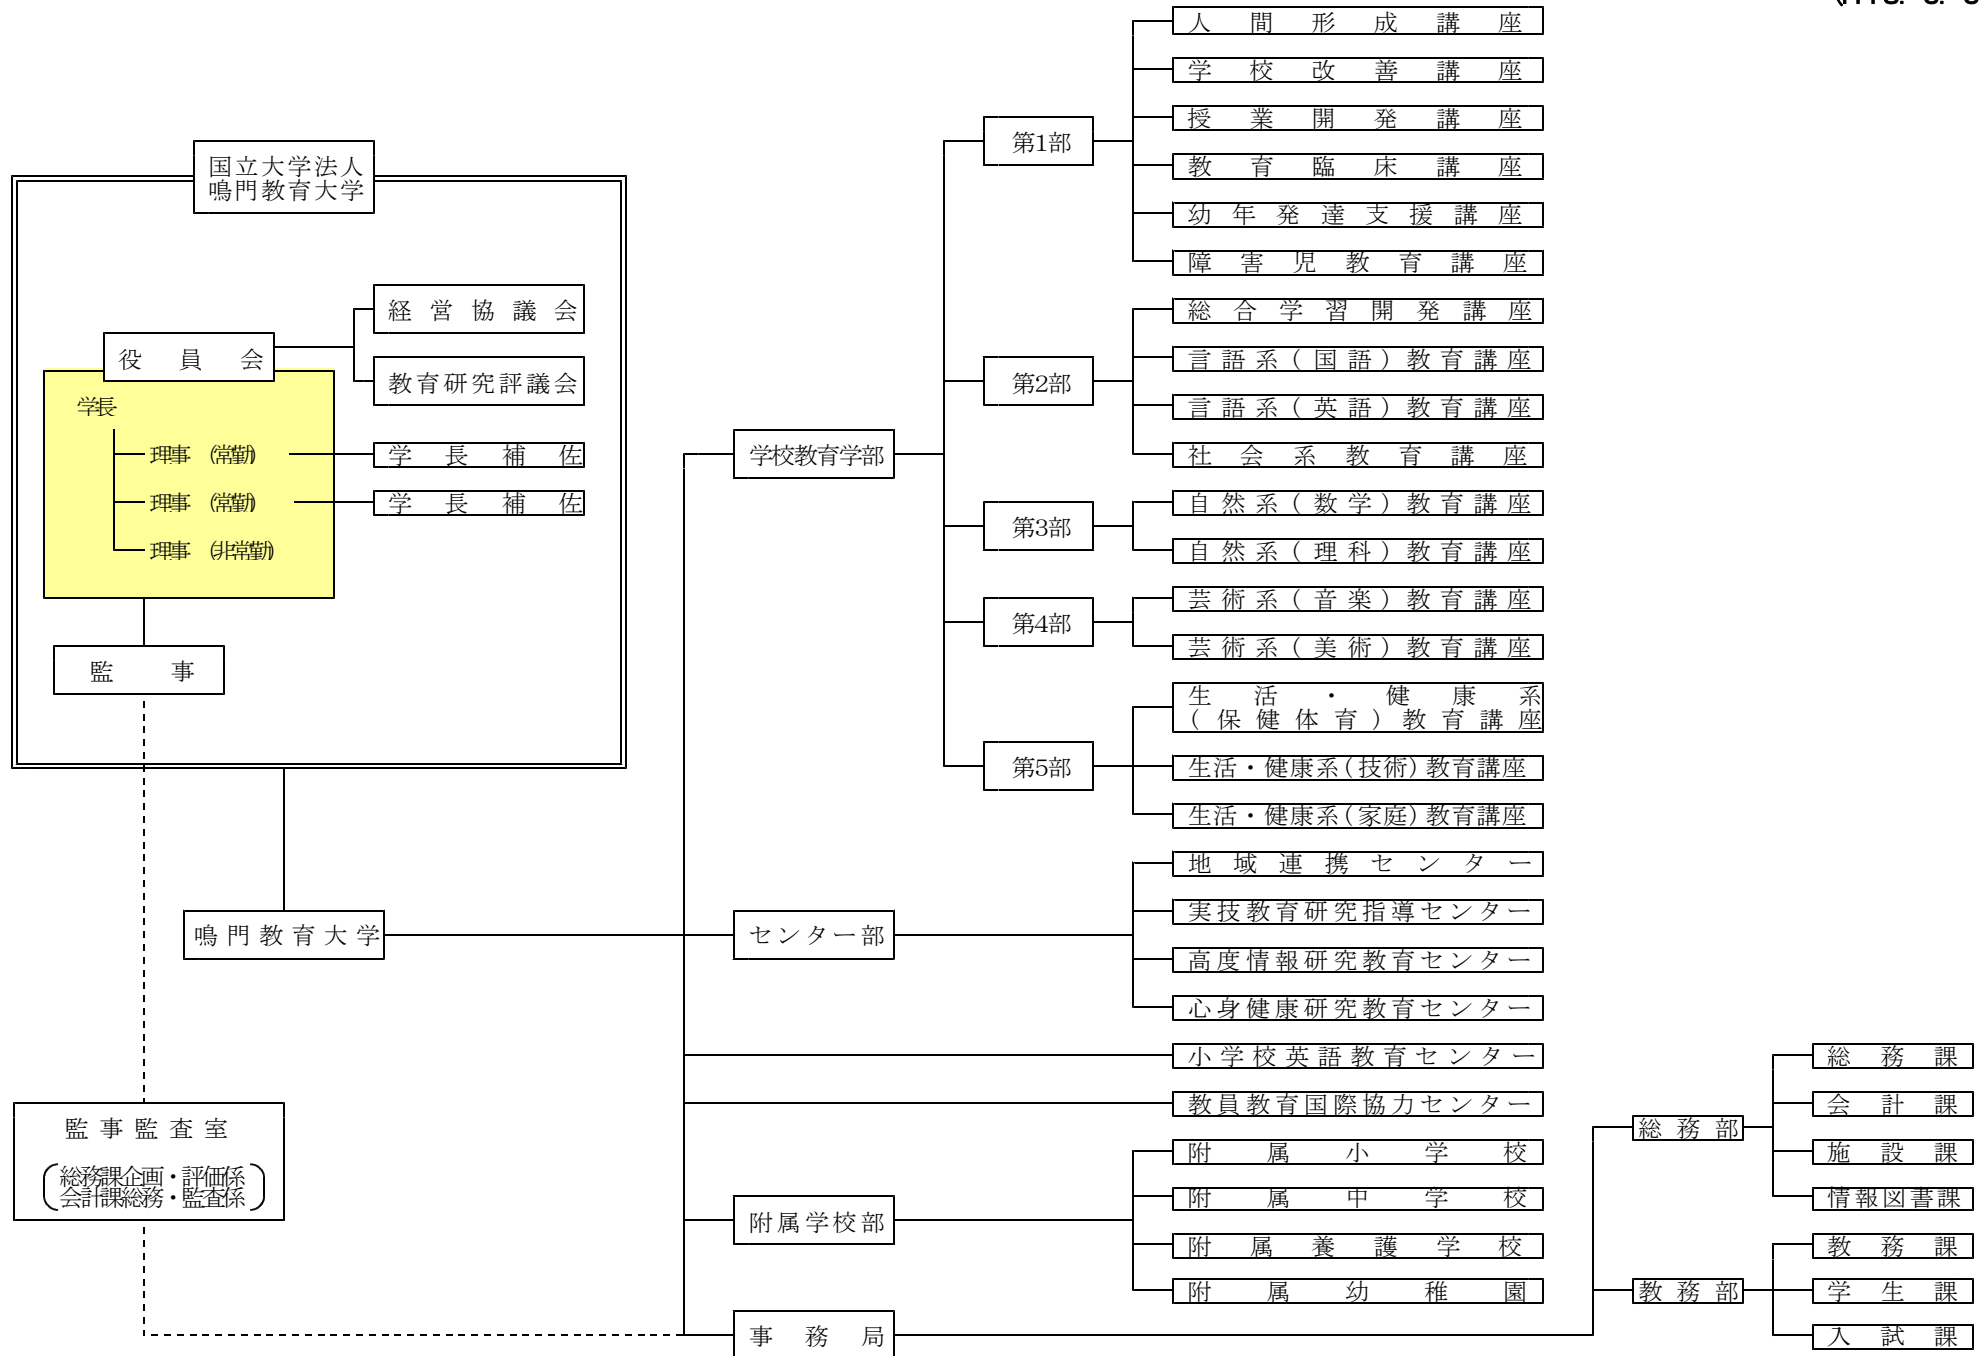 国立大学法人
鳴門教育大学
経営協議会
役員会
教育研究評議会
学長
理事 (常勤)
学長補佐
理事 (常勤)
学長補佐
理事 (非常勤)
監事
鳴門教育大学
監事監査室
総務課企画・評価係
会計課総務・監査係
学校教育学部
第1部
人間形成講座
学校改善講座
授業開発講座
教育臨床講座
幼年発達支援講座
障害児教育講座
第2部
総合学習開発講座
言語系(国語)教育講座
言語系(英語)教育講座
社会系教育講座
第3部
自然系(数学)教育講座
自然系(理科)教育講座
第4部
芸術系(音楽)教育講座
芸術系(美術)教育講座
第5部
生活・健康系
(保健体育)教育講座
生活・健康系(技術)教育講座
生活・健康系(家庭)教育講座
センター部
地域連携センター
実技教育研究指導センター
高度情報研究教育センター
心身健康研究教育センター
小学校英語教育センター
教員教育国際協力センター
附属学校部
附属小学校
附属中学校
附属養護学校
附属幼稚園
事務局
総務部
総務課
会計課
施設課
情報図書課
教務部
教務課
学生課
入試課